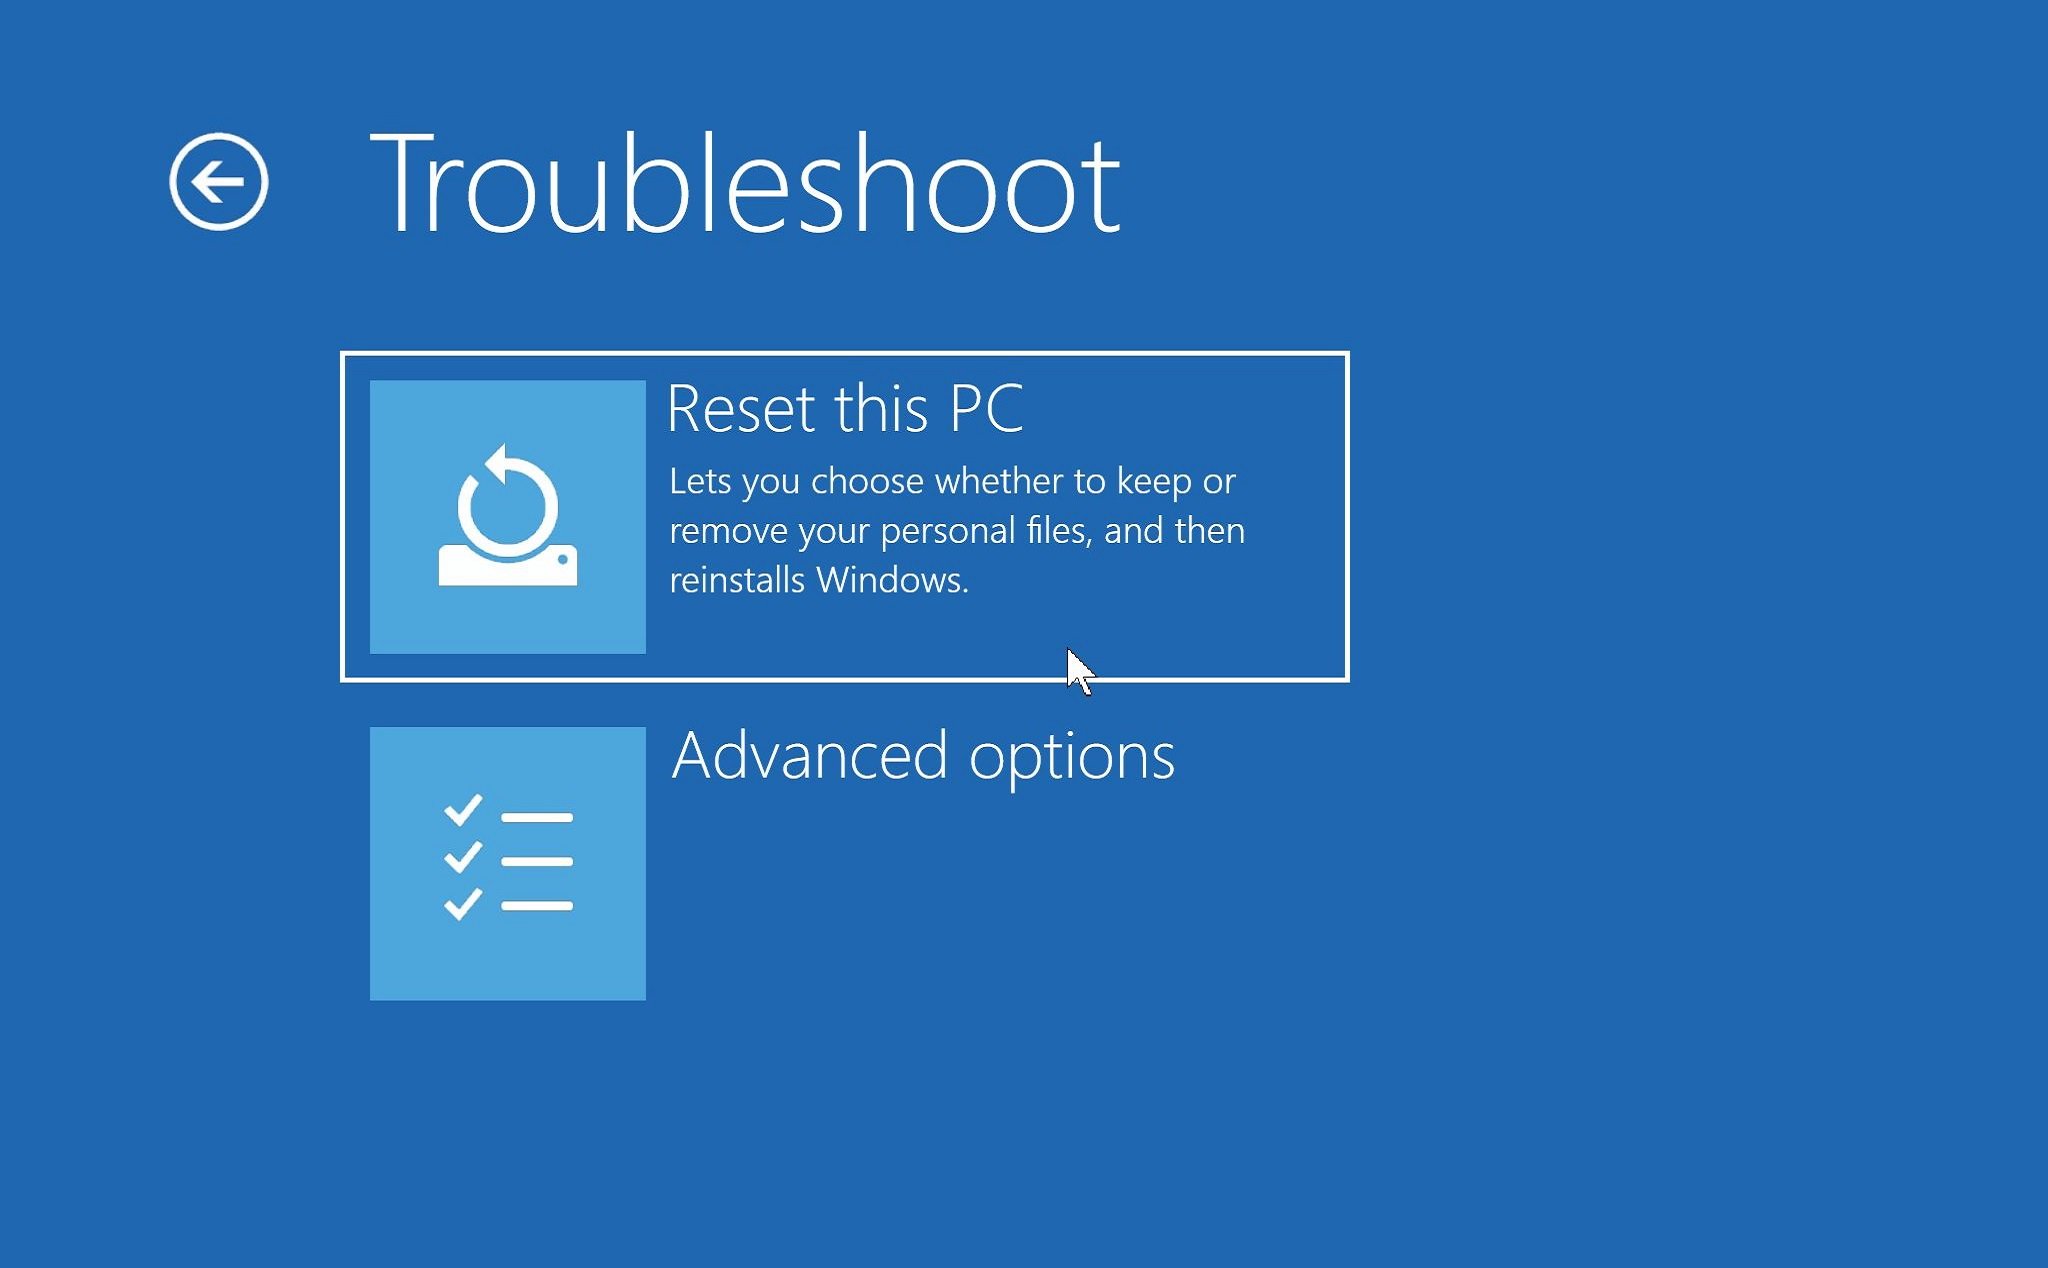 Troubleshoot
Reset this PC
Lets you choose whether to keep or
remove your personal files, and then
reinstalls Windows.
Advanced options